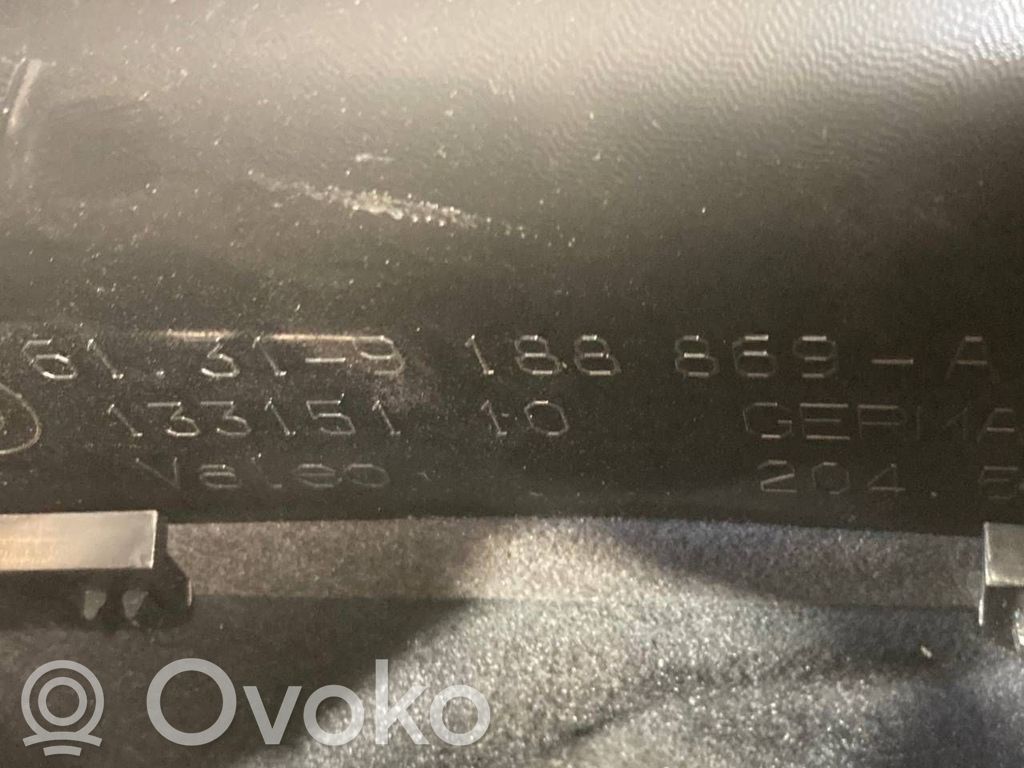 61.31-9 188 869-A
133151 10 GERMA
Valeo 204.5
Ovoko